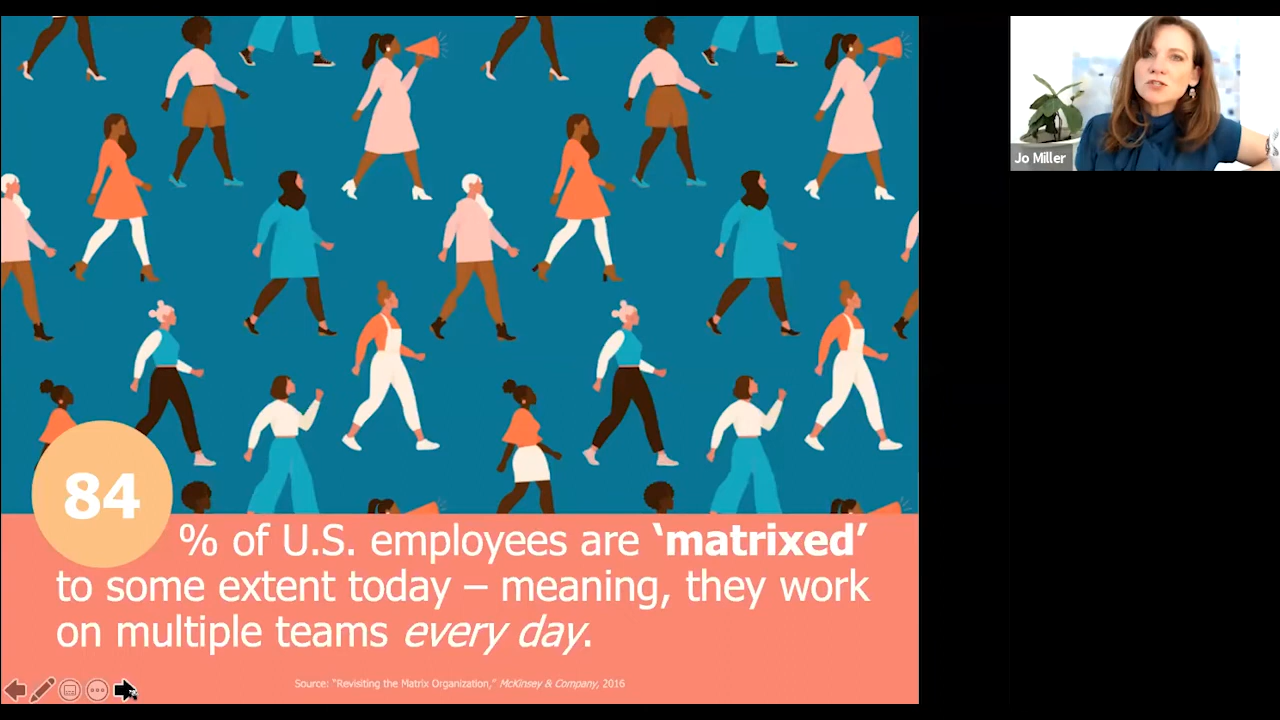 Jo Miller
84
% of U.S. employees are ‘matrixed’
to some extent today – meaning, they work
on multiple teams every day.
Source: “Revisiting the Matrix Organization,” McKinsey & Company, 2016